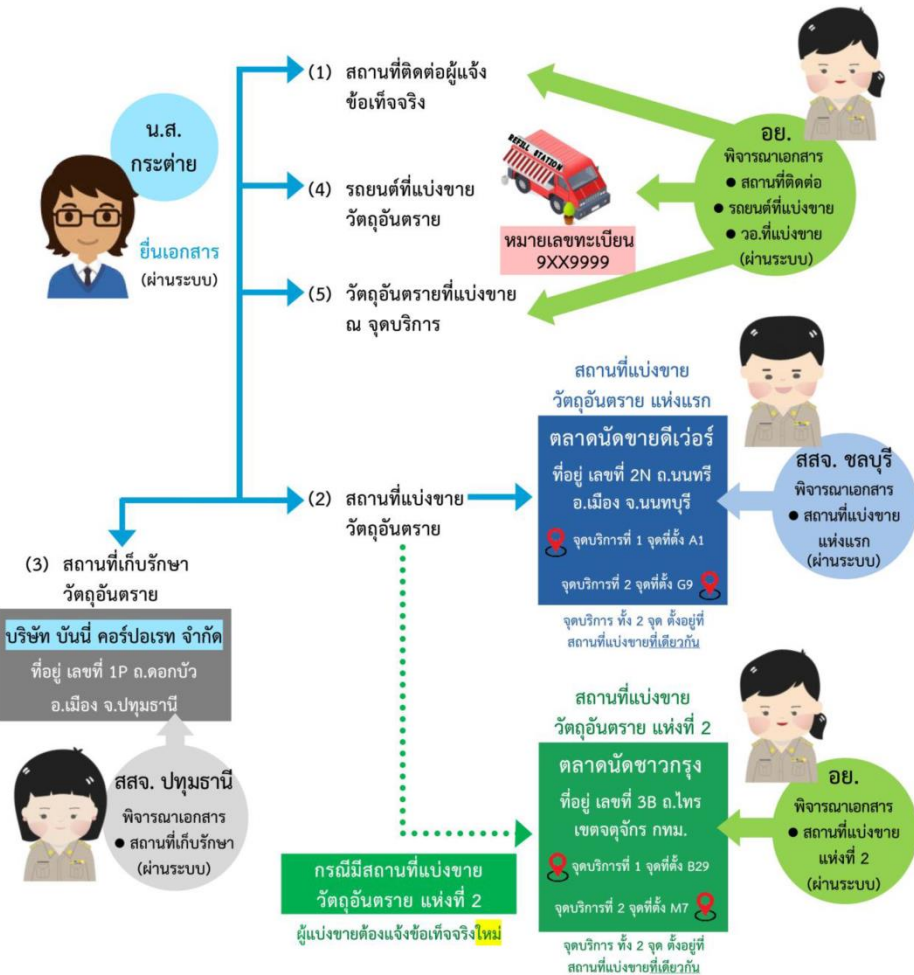 น.ส.
กระต่าย
ยื่นเอกสาร
(ผ่านระบบ)
(1) สถานที่ติดต่อผู้แจ้ง
ข้อเท็จจริง
(4) รถยนต์ที่แบ่งขาย
วัตถุอันตราย
REFILL STATION
หมายเลขทะเบียน
9XX9999
(5) วัตถุอันตรายที่แบ่งขาย
ณ จุดบริการ
อย.
พิจารณาเอกสาร
● สถานที่ติดต่อ
● รถยนต์ที่แบ่งขาย
● วอ.ที่แบ่งขาย
(ผ่านระบบ)
(2) สถานที่แบ่งขาย
วัตถุอันตราย
สถานที่แบ่งขาย
วัตถุอันตราย แห่งแรก
ตลาดนัดขายดีเว่อร์
ที่อยู่ เลขที่ 2N ถ.นนทรี
อ.เมือง จ.นนทบุรี
จุดบริการที่ 1 จุดที่ตั้ง A1
จุดบริการที่ 2 จุดที่ตั้ง G9
จุดบริการ ทั้ง 2 จุด ตั้งอยู่ที่
สถานที่แบ่งขายที่เดียวกัน
สสจ. ชลบุรี
พิจารณาเอกสาร
● สถานที่แบ่งขาย
แห่งแรก
(ผ่านระบบ)
(3) สถานที่เก็บรักษา
วัตถุอันตราย
บริษัท บันนี่ คอร์ปอเรท จำกัด
ที่อยู่ เลขที่ 1P ถ.ดอกบัว
อ.เมือง จ.ปทุมธานี
สสจ. ปทุมธานี
พิจารณาเอกสาร
● สถานที่เก็บรักษา
(ผ่านระบบ)
กรณีมีสถานที่แบ่งขาย
วัตถุอันตราย แห่งที่ 2
ผู้แบ่งขายต้องแจ้งข้อเท็จจริงใหม่
สถานที่แบ่งขาย
วัตถุอันตราย แห่งที่ 2
ตลาดนัดชาวกรุง
ที่อยู่ เลขที่ 3B ถ.ไทร
เขตจตุจักร กทม.
จุดบริการที่ 1 จุดที่ตั้ง B29
จุดบริการที่ 2 จุดที่ตั้ง M7
จุดบริการ ทั้ง 2 จุด ตั้งอยู่ที่
สถานที่แบ่งขายที่เดียวกัน
อย.
พิจารณาเอกสาร
● สถานที่แบ่งขาย
แห่งที่ 2
(ผ่านระบบ)